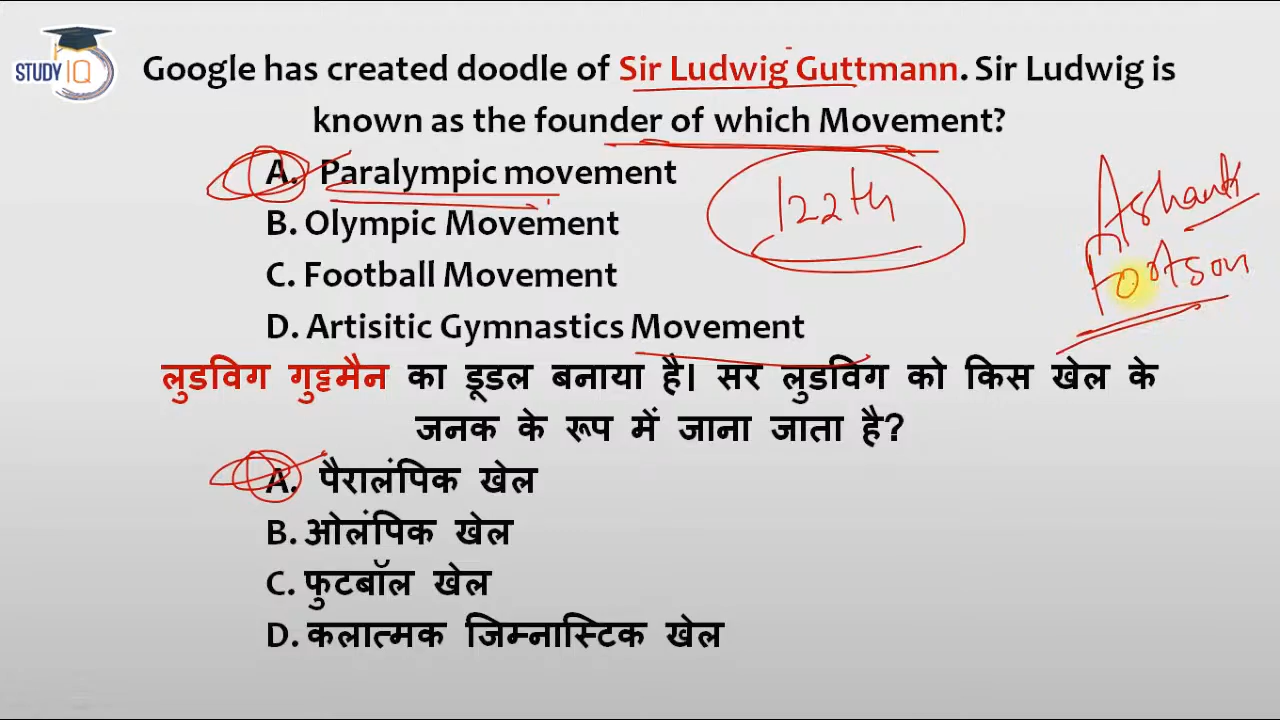 STUDY IQ
Google has created doodle of Sir Ludwig Guttmann. Sir Ludwig is
known as the founder of which Movement?
A. Paralympic movement
B. Olympic Movement
C. Football Movement
D. Artisitic Gymnastics Movement
122th
Ashanti
Fortson
लुडविग गुट्टमैन का डूडल बनाया है। सर लुडविग को किस खेल के
जनक के रूप में जाना जाता है?
A. पैरालंपिक खेल
B. ओलंपिक खेल
C. फुटबॉल खेल
D. कलात्मक जिम्नास्टिक खेल